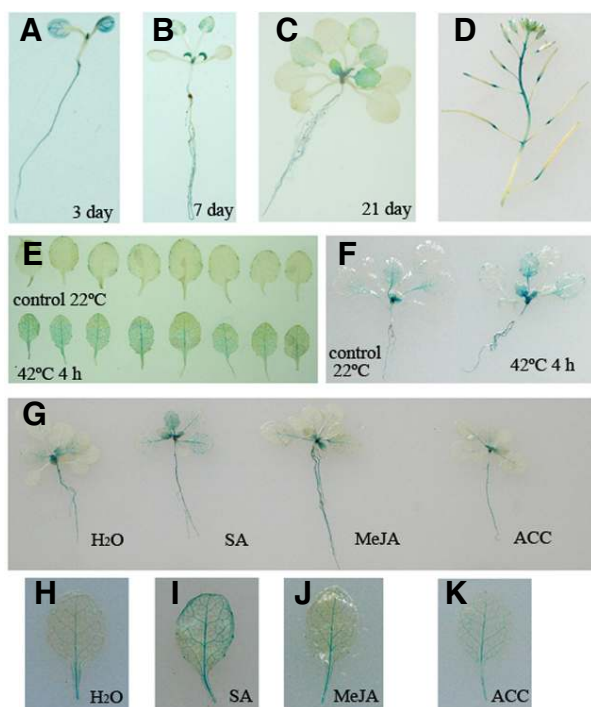 A
B
C
D
3 day
7 day
21 day
E
control 22ºC
42ºC 4 h
F
control
22ºC
42ºC 4 h
G
H2O
SA
MeJA
ACC
H
I
J
K
H2O
SA
MeJA
ACC